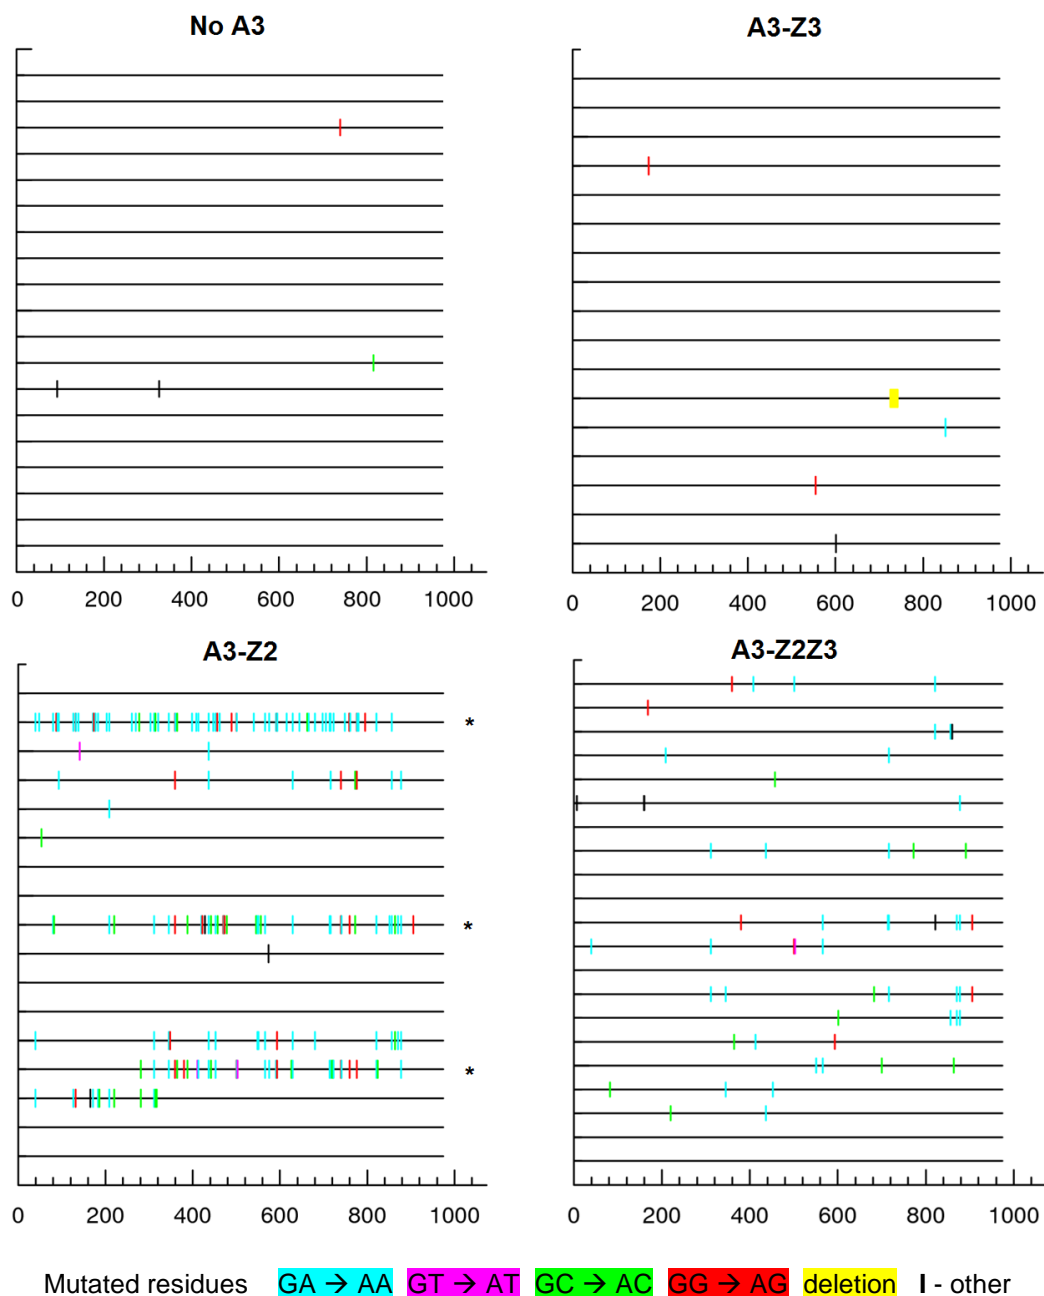 No A3 A3-Z3
0 200 400 600 800 1000 0 200 400 600 800 1000
A3-Z2 A3-Z2Z3
*
*
*
0 200 400 600 800 1000 0 200 400 600 800 1000
Mutated residues GA → AA GT → AT GC → AC GG → AG deletion I - other